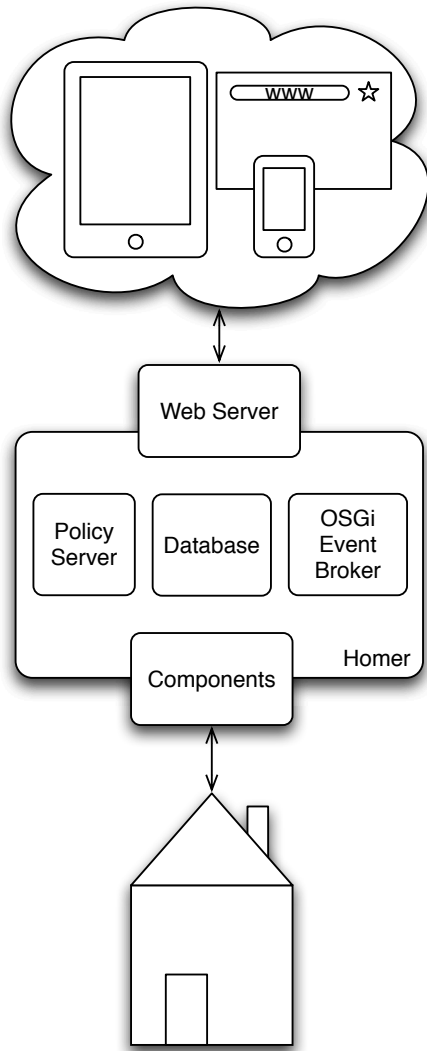 www
Web Server
Policy
Server
Database
OSGi
Event
Broker
Homer
Components